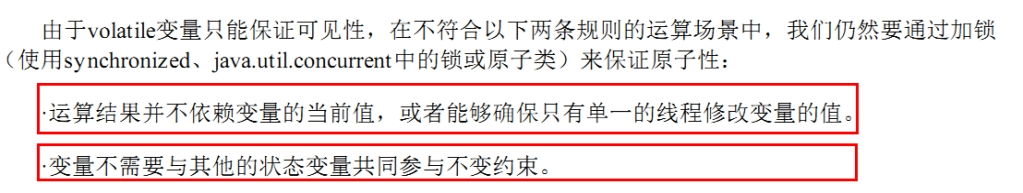 由于volatile变量只能保证可见性，在不符合以下两条规则的运算场景中，我们仍然要通过加锁
（使用synchronized、java.util.concurrent中的锁或原子类）来保证原子性：
·运算结果并不依赖变量的当前值，或者能够确保只有单一的线程修改变量的值。
·变量不需要与其他的状态变量共同参与不变约束。